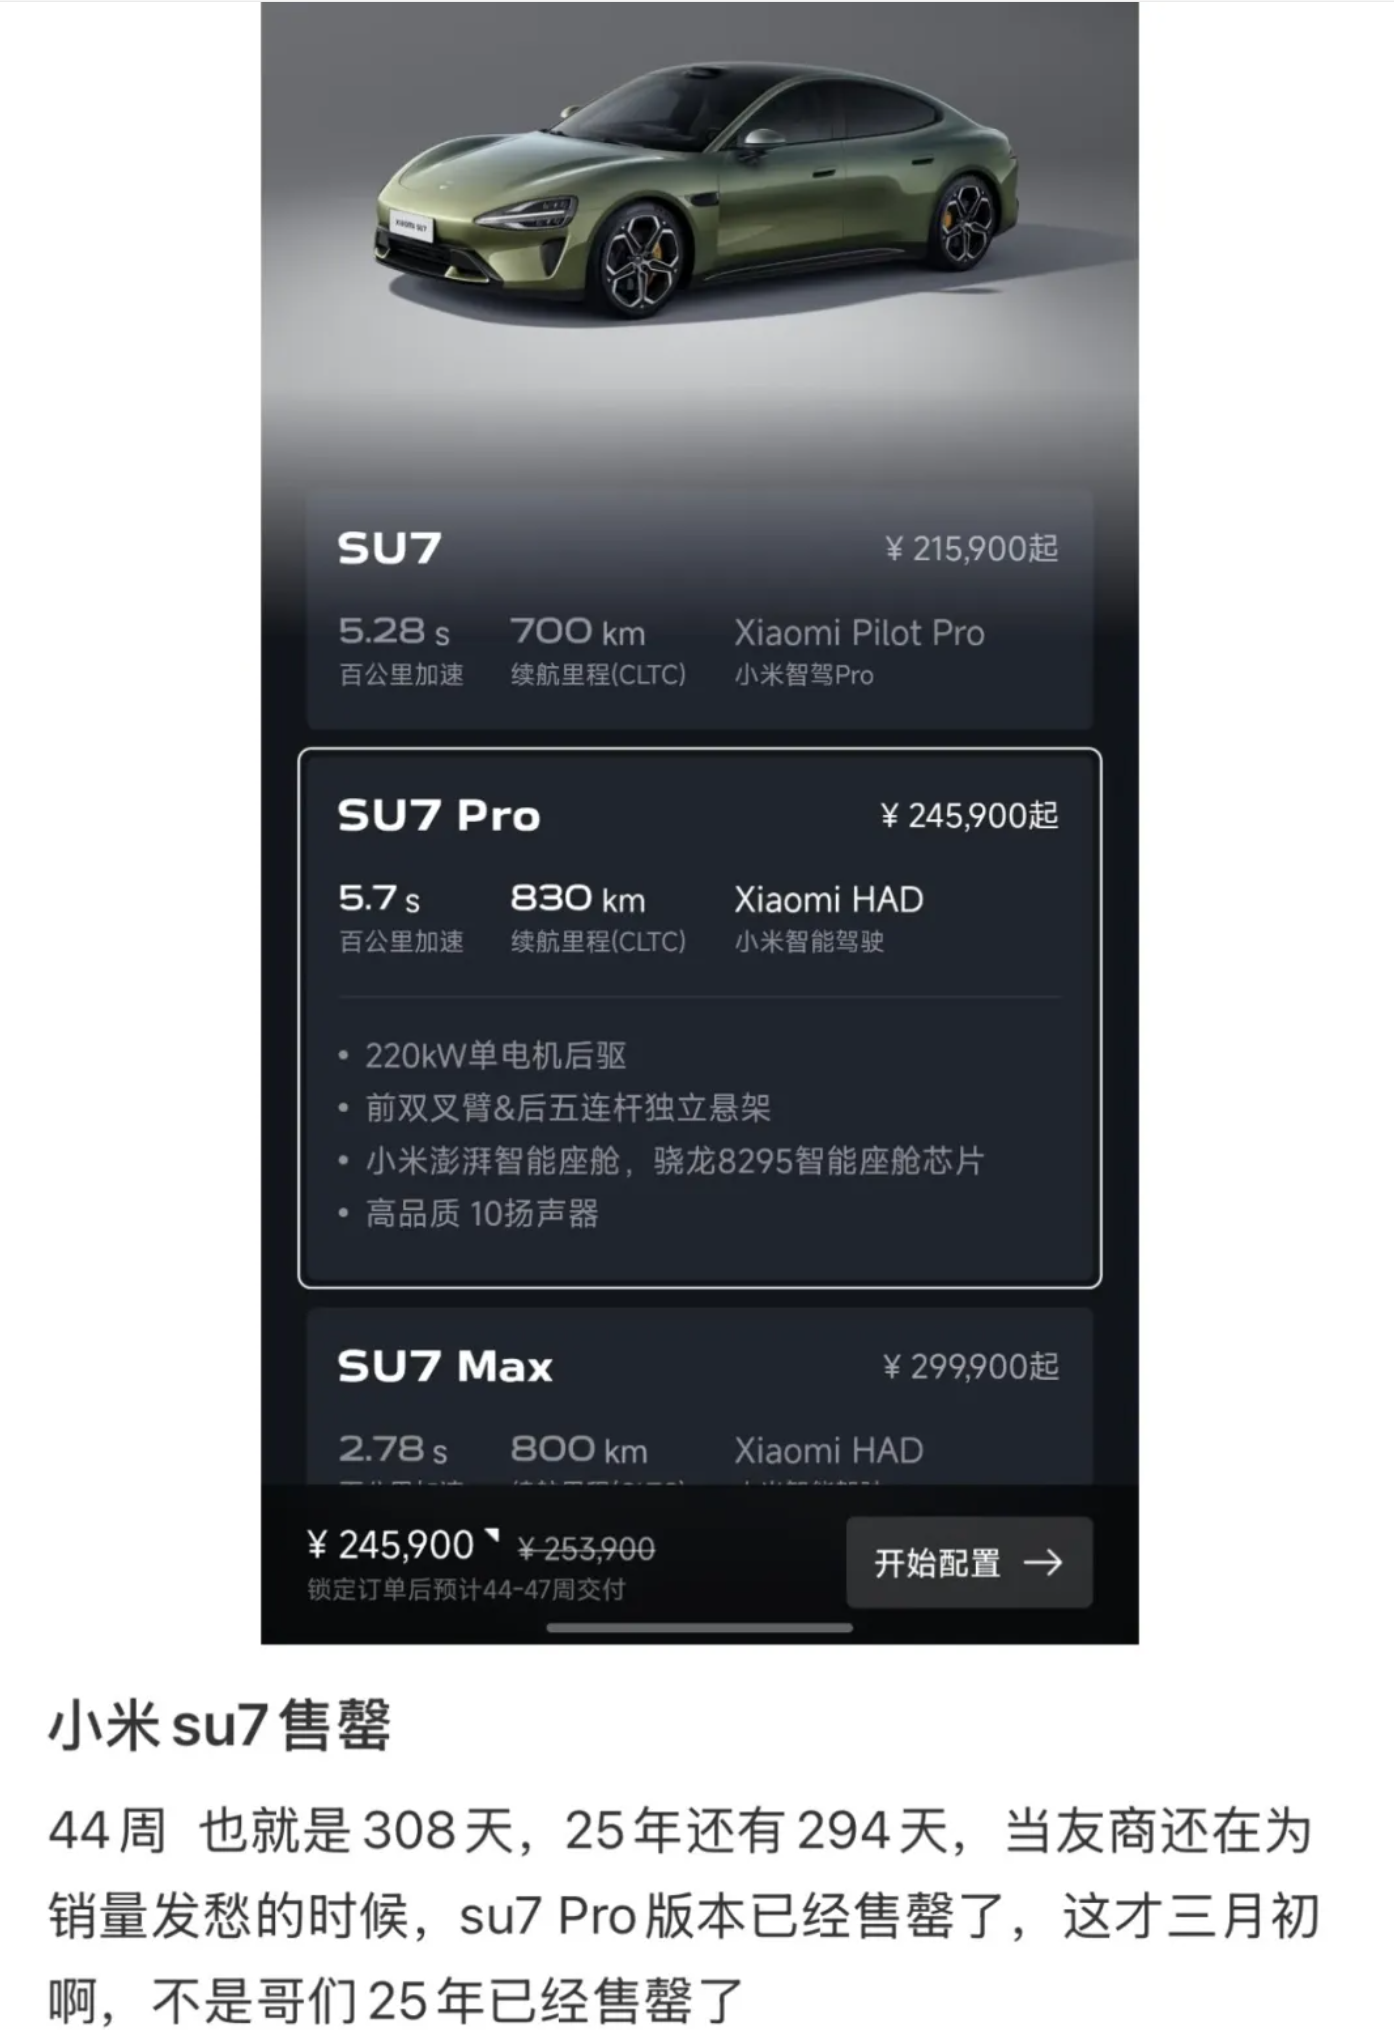 XIAOMI SU7
SU7
¥ 215,900起
5.28 s
700 km
Xiaomi Pilot Pro
百公里加速
续航里程(CLTC)
小米智驾Pro
SU7 Pro
¥ 245,900起
5.7 s
830 km
Xiaomi HAD
百公里加速
续航里程(CLTC)
小米智能驾驶
• 220kW单电机后驱
• 前双叉臂&后五连杆独立悬架
• 小米澎湃智能座舱，骁龙8295智能座舱芯片
• 高品质 10扬声器
SU7 Max
¥ 299,900起
2.78 s
800 km
Xiaomi HAD
¥ 245,900
¥ 253,900
锁定订单后预计44-47周交付
开始配置 →
小米su7售罄
44周 也就是308天，25年还有294天，当友商还在为
销量发愁的时候，su7 Pro版本已经售罄了，这才三月初
啊，不是哥们25年已经售罄了